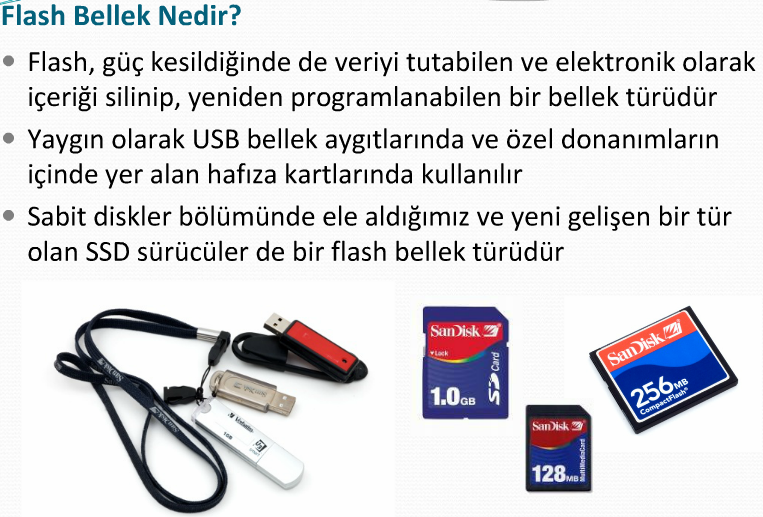 Flash Bellek Nedir?
Flash, güç kesildiğinde de veriyi tutabilen ve elektronik olarak
içeriği silinip, yeniden programlanabilen bir bellek türüdür
Yaygın olarak USB bellek aygıtlarında ve özel donanımların
içinde yer alan hafıza kartlarında kullanılır
Sabit diskler bölümünde ele aldığımız ve yeni gelişen bir tür
olan SSD sürücüler de bir flash bellek türüdür
SanDisk
Lock
1.0GB
SD Card
SanDisk
256MB
CompactFlash
SanDisk
128MB
MultiMediaCard
Verbatim
1GB